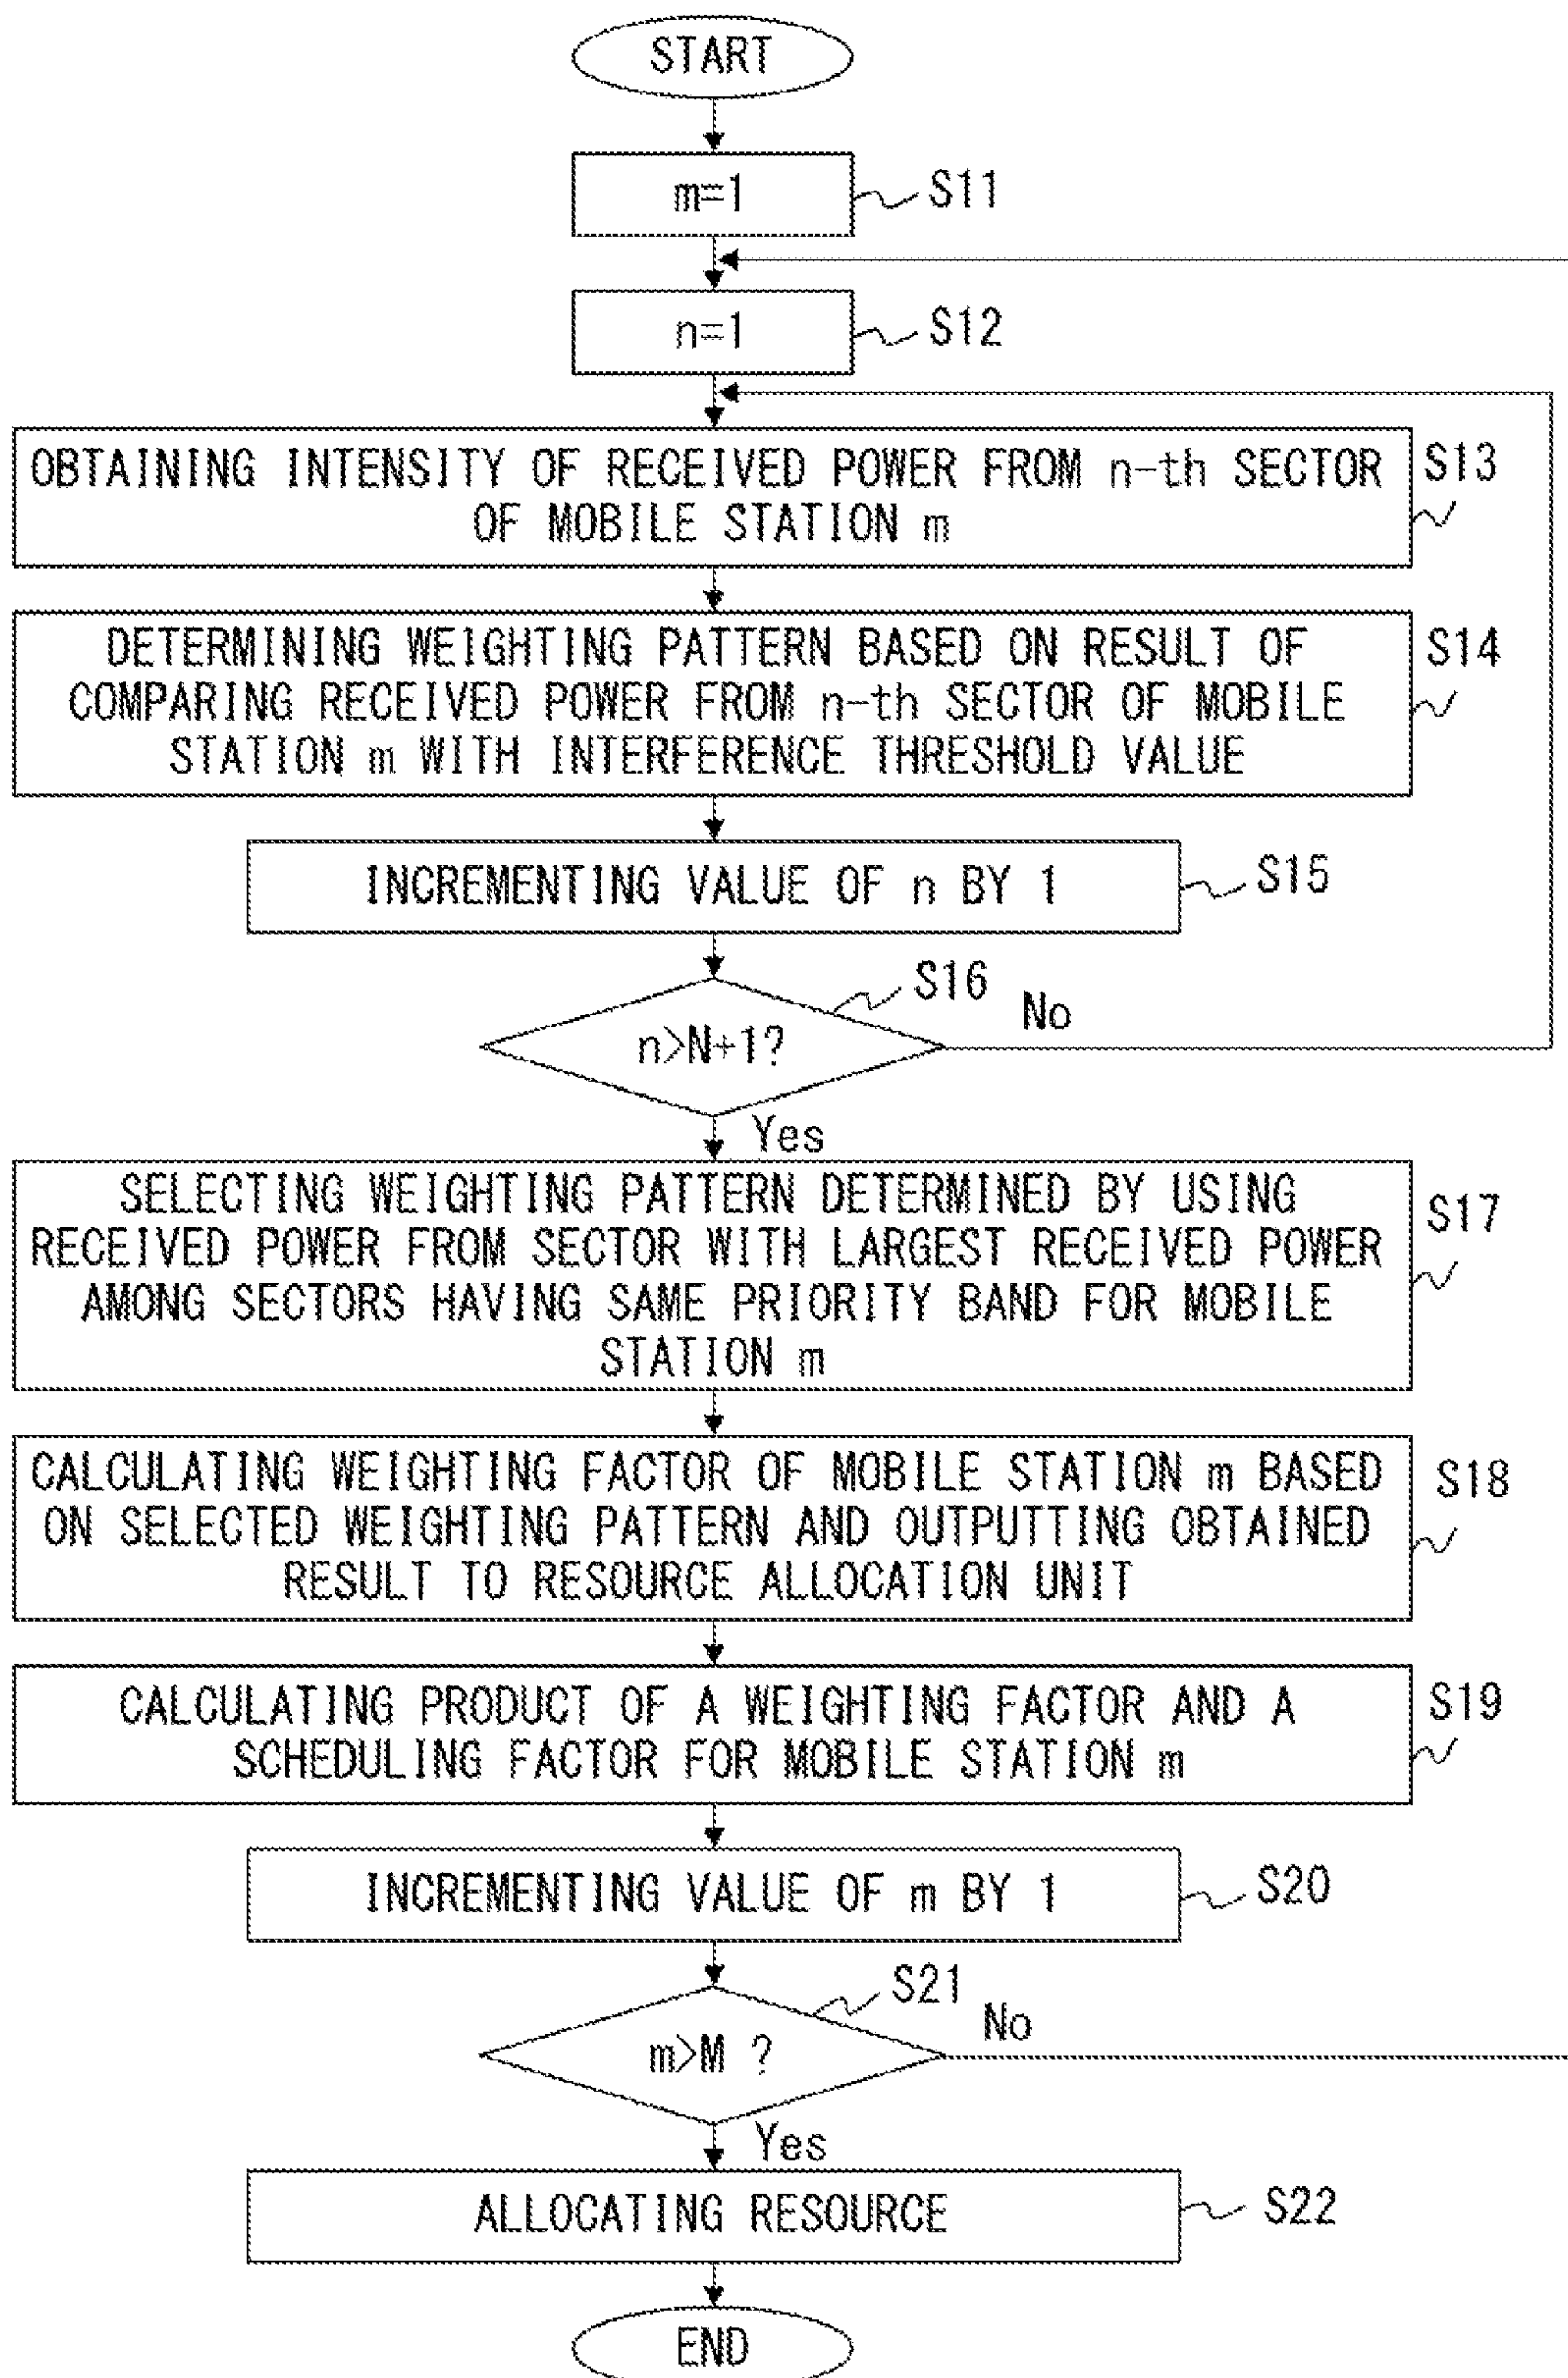 START
m=1
S11
n=1
S12
OBTAINING INTENSITY OF RECEIVED POWER FROM n-th SECTOR
OF MOBILE STATION m
S13
DETERMINING WEIGHTING PATTERN BASED ON RESULT OF
COMPARING RECEIVED POWER FROM n-th SECTOR OF MOBILE
STATION m WITH INTERFERENCE THRESHOLD VALUE
S14
INCREMENTING VALUE OF n BY 1
S15
S16
n>N+1?
No
Yes
SELECTING WEIGHTING PATTERN DETERMINED BY USING
RECEIVED POWER FROM SECTOR WITH LARGEST RECEIVED POWER
AMONG SECTORS HAVING SAME PRIORITY BAND FOR MOBILE
STATION m
S17
CALCULATING WEIGHTING FACTOR OF MOBILE STATION m BASED
ON SELECTED WEIGHTING PATTERN AND OUTPUTTING OBTAINED
RESULT TO RESOURCE ALLOCATION UNIT
S18
CALCULATING PRODUCT OF A WEIGHTING FACTOR AND A
SCHEDULING FACTOR FOR MOBILE STATION m
S19
INCREMENTING VALUE OF m BY 1
S20
S21
m>M ?
No
Yes
ALLOCATING RESOURCE
S22
END